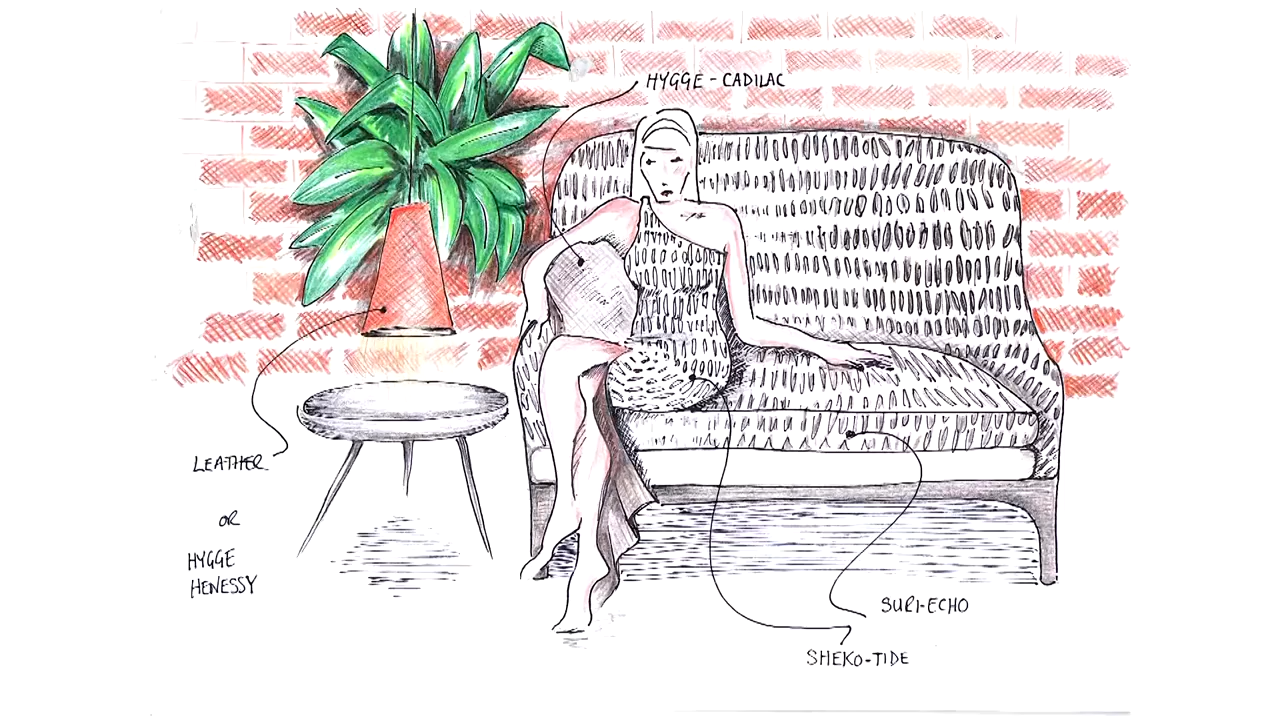 HYGGE - CADILAC
LEATHER
OR
HYGGE
HENESSY
SURI-ECHO
SHEKO-TIDE